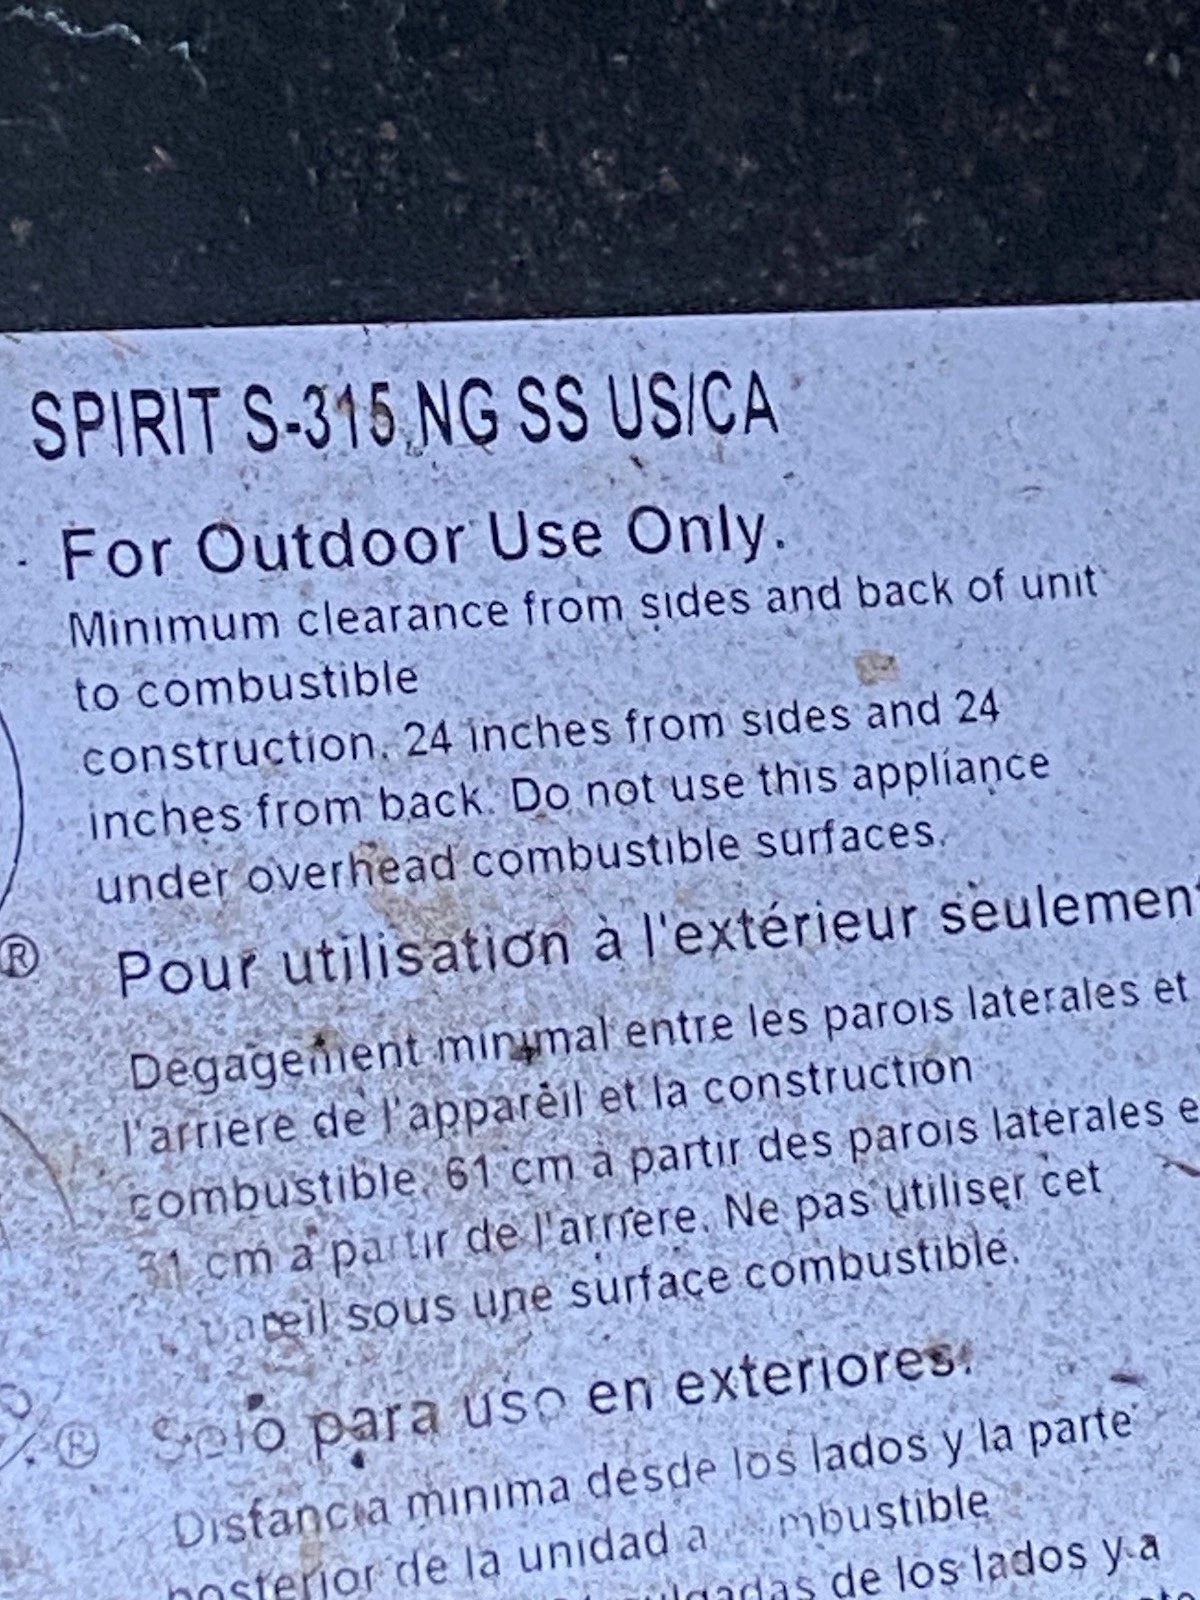 SPIRIT S-315 NG SS US/CA
For Outdoor Use Only.
Minimum clearance from sides and back of unit
to combustible
construction. 24 inches from sides and 24
inches from back. Do not use this appliance
under overhead combustible surfaces.
® Pour utilisation à l'extérieur seulement
Degagement minimal entre les parois laterales et
l'arriere de l'appareil et la construction
combustible. 61 cm a partir des parois laterales e
cm a partir de l'arriere. Ne pas utiliser cet
sous une surface combustible.
® Solo para uso en exteriores.
Distancia minima desde los lados y la parte
posterior de la unidad a
de los lados y a